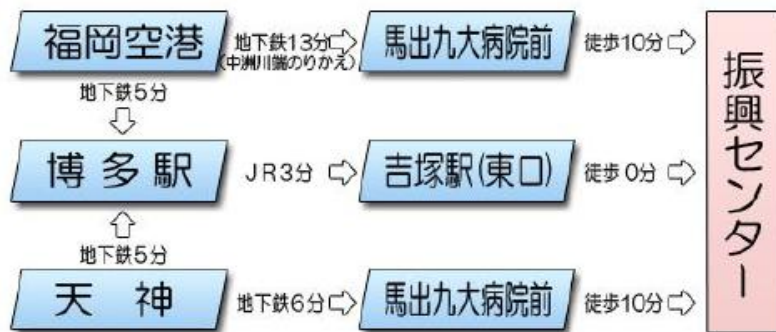 福岡空港 地下鉄13分 馬出九大病院前 徒歩10分
(中洲川端のりかえ)
地下鉄5分
博多駅 JR3分 吉塚駅(東口) 徒歩0分
地下鉄5分
天神 地下鉄6分 馬出九大病院前 徒歩10分
振興センター